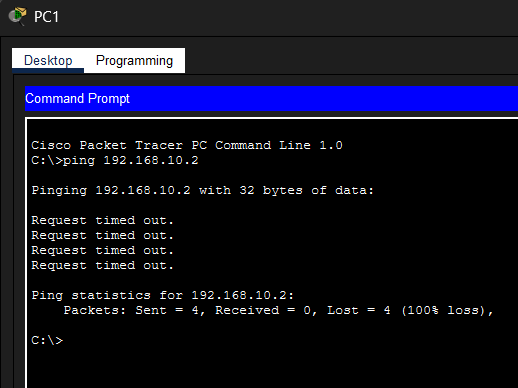 PC1
Desktop Programming
Command Prompt
Cisco Packet Tracer PC Command Line 1.0
C:\>ping 192.168.10.2
Pinging 192.168.10.2 with 32 bytes of data:
Request timed out.
Request timed out.
Request timed out.
Request timed out.
Ping statistics for 192.168.10.2:
Packets: Sent = 4, Received = 0, Lost = 4 (100% loss),
C:\>